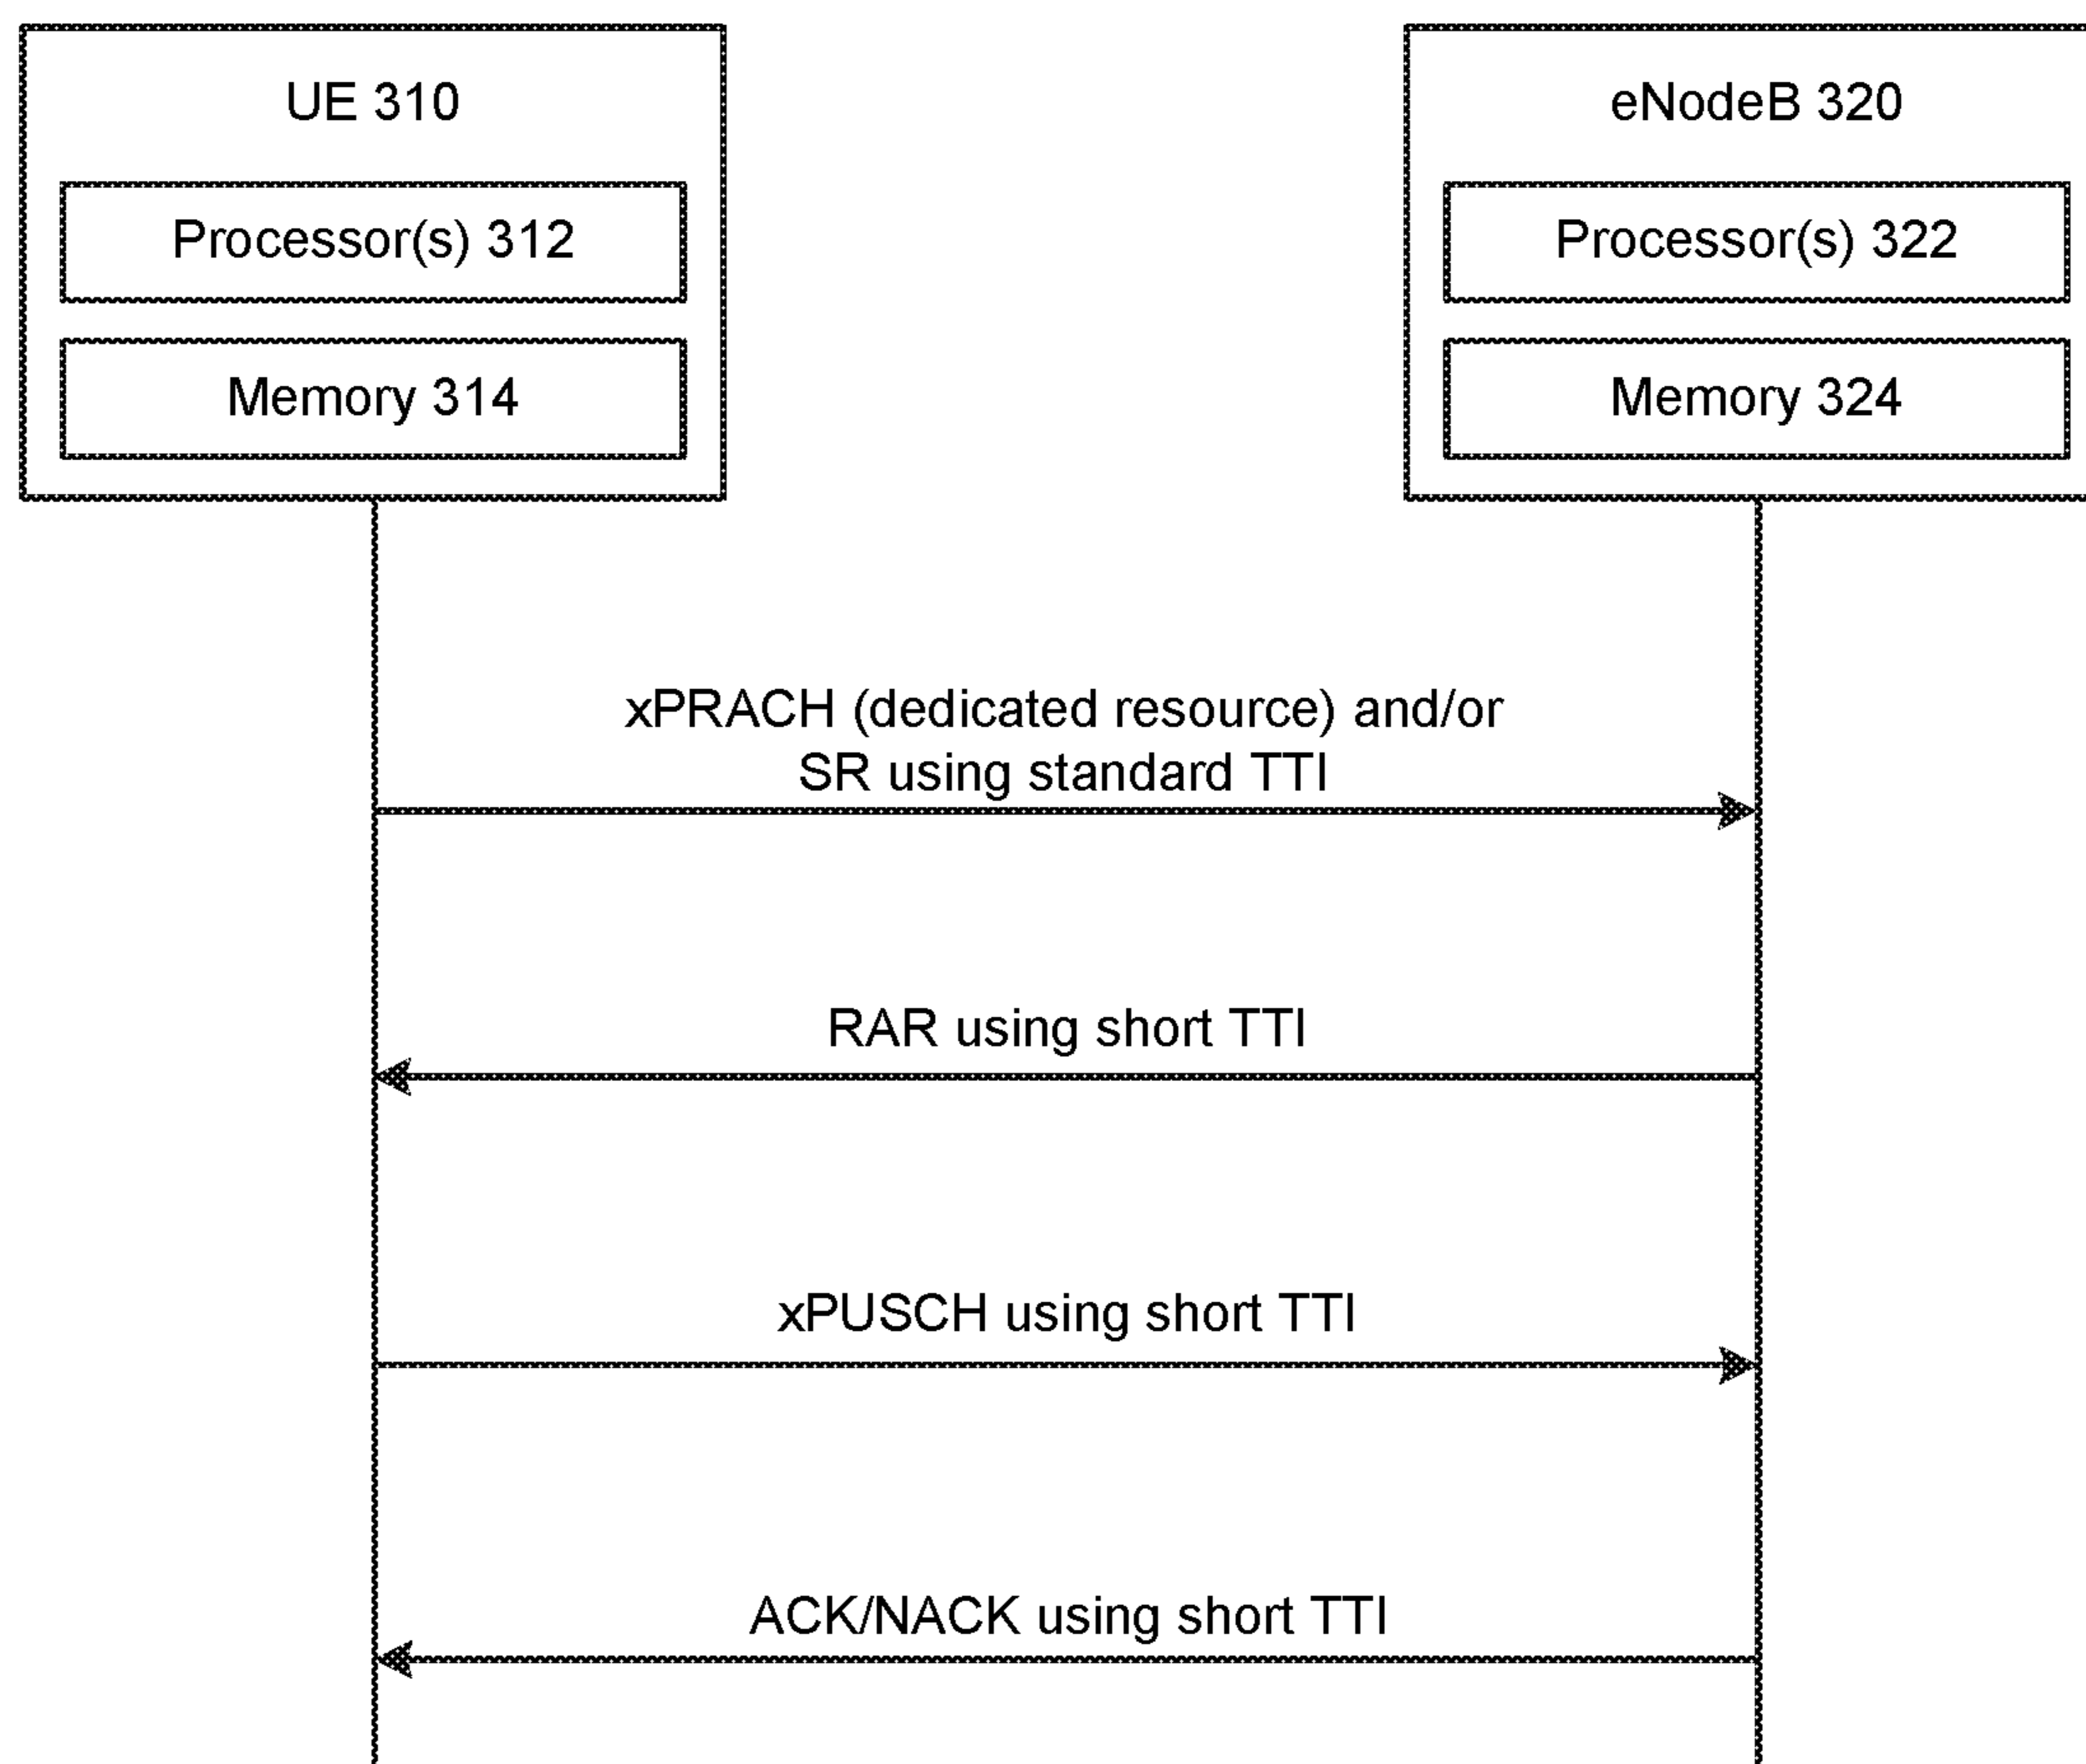 UE 310
Processor(s) 312
Memory 314
eNodeB 320
Processor(s) 322
Memory 324
xPRACH (dedicated resource) and/or
SR using standard TTI
RAR using short TTI
xPUSCH using short TTI
ACK/NACK using short TTI